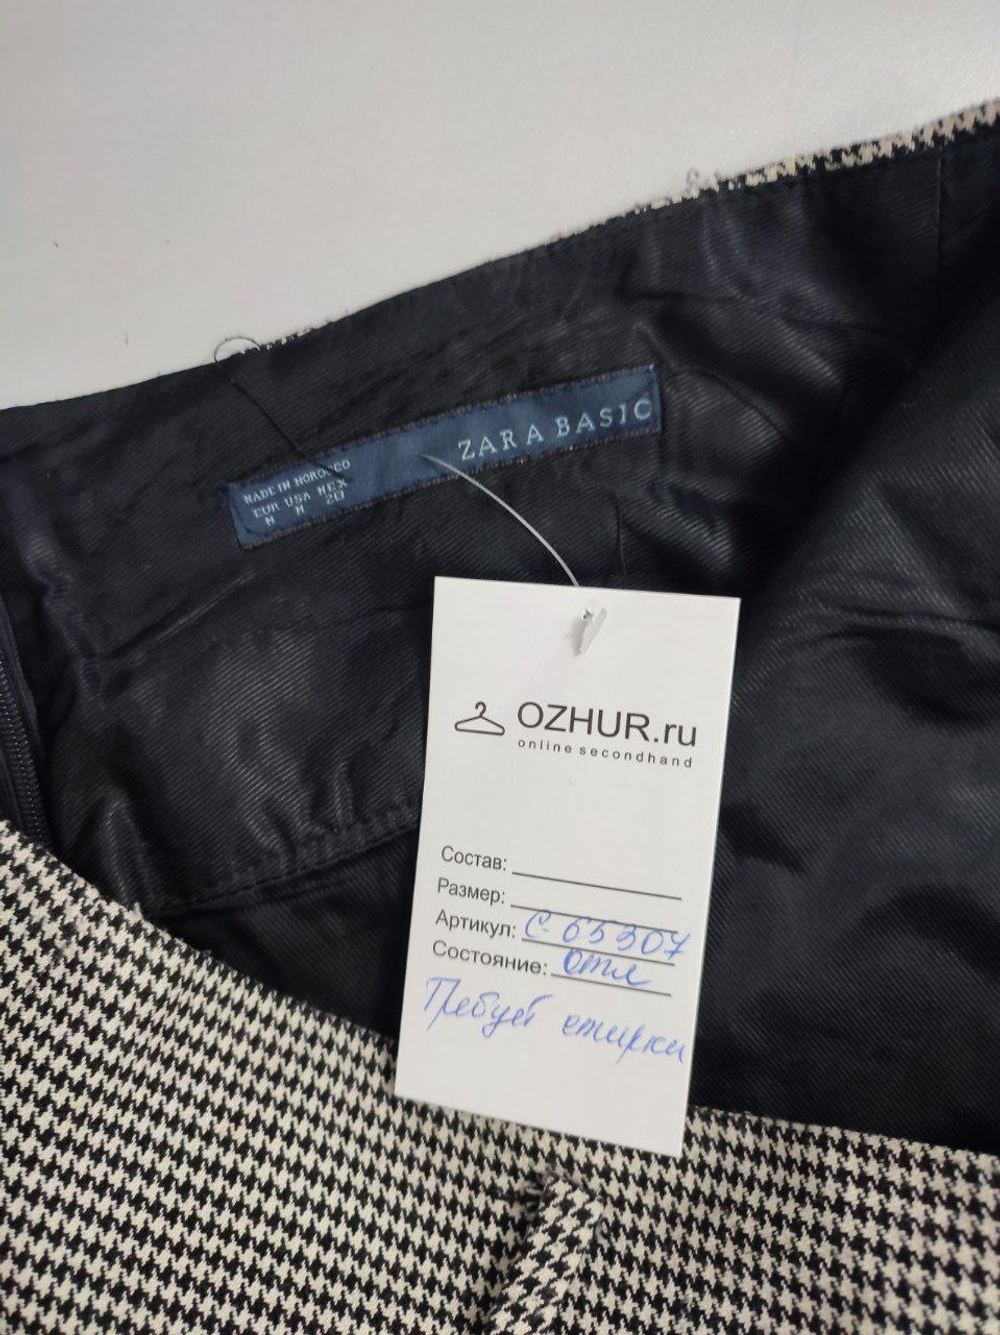 ZARA BASIC
MADE IN MOROCCO
EUR USA MEX
M M 28
OZHUR.ru
online secondhand
Состав:
Размер:
Артикул: С-65307
Состояние: отл
Требует стирки